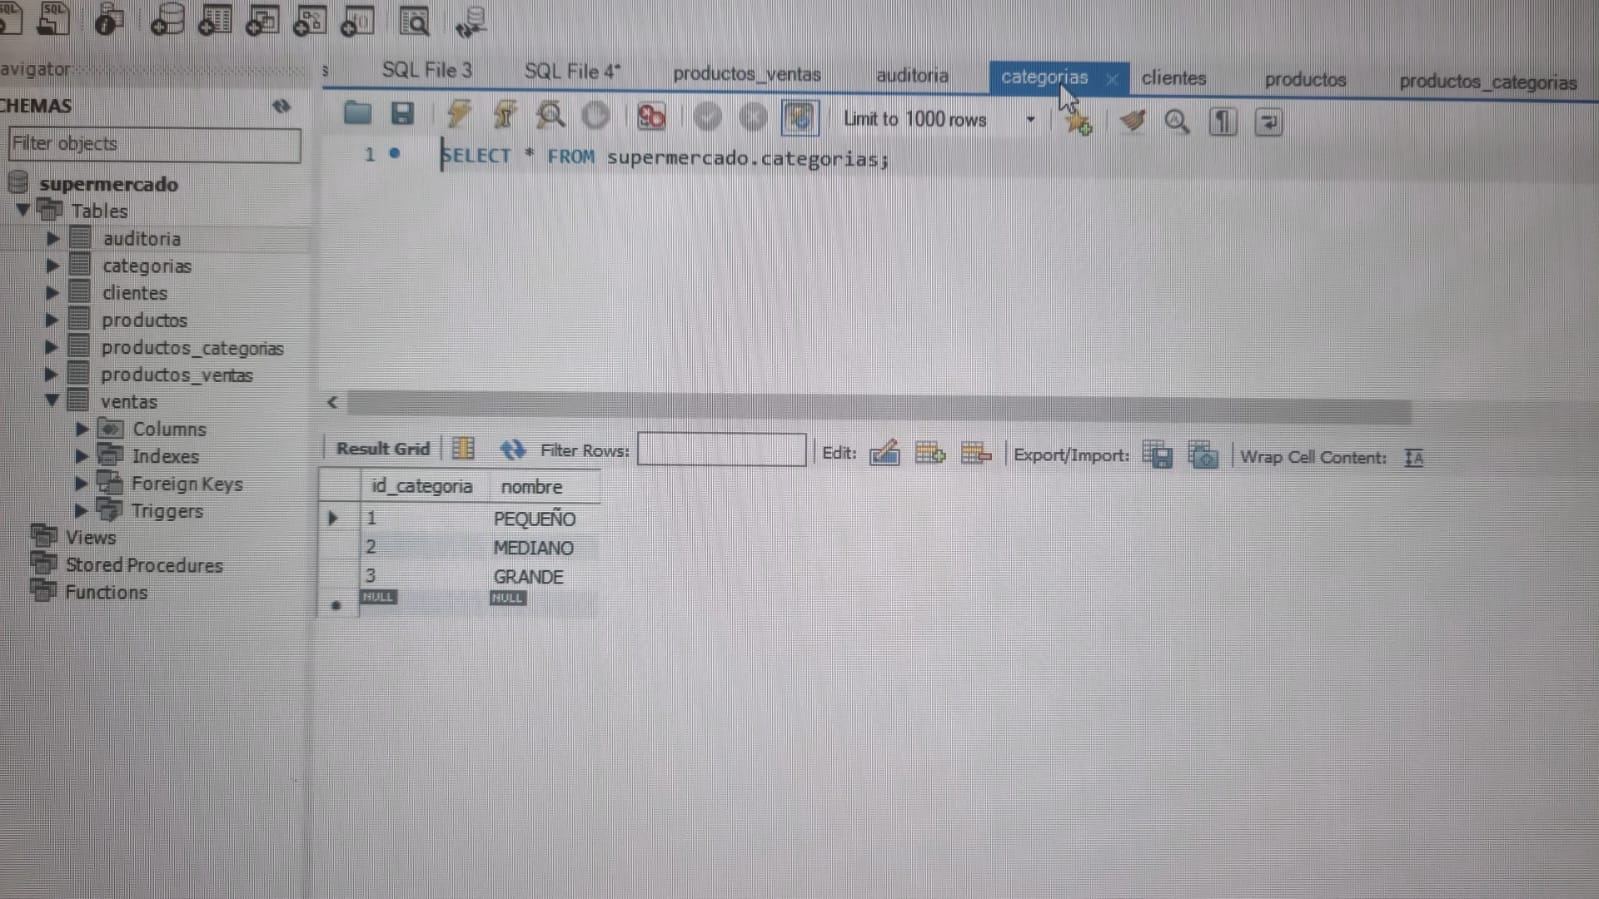 SQL
SQL
avigator
s
SQL File 3
SQL File 4*
productos_ventas
auditoria
categorias
clientes
productos
productos_categorias
CHEMAS
Filter objects
Limit to 1000 rows
1
SELECT * FROM supermercado.categorias;
supermercado
Tables
auditoria
categorias
clientes
productos
productos_categorias
productos_ventas
ventas
Columns
Indexes
Foreign Keys
Triggers
Views
Stored Procedures
Functions
Result Grid
Filter Rows:
Edit:
Export/Import:
Wrap Cell Content:
id_categoria nombre
1 PEQUEÑO
2 MEDIANO
3 GRANDE
NULL NULL